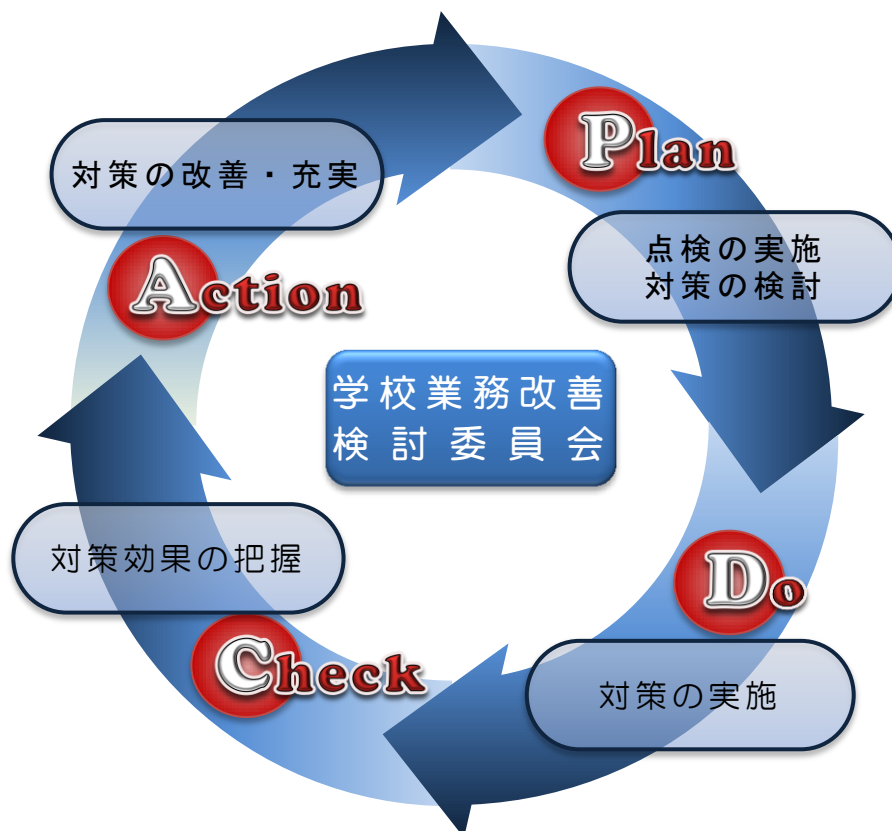 Plan
点検の実施
対策の検討
Do
対策の実施
Check
対策効果の把握
Action
対策の改善・充実
学校業務改善
検討委員会